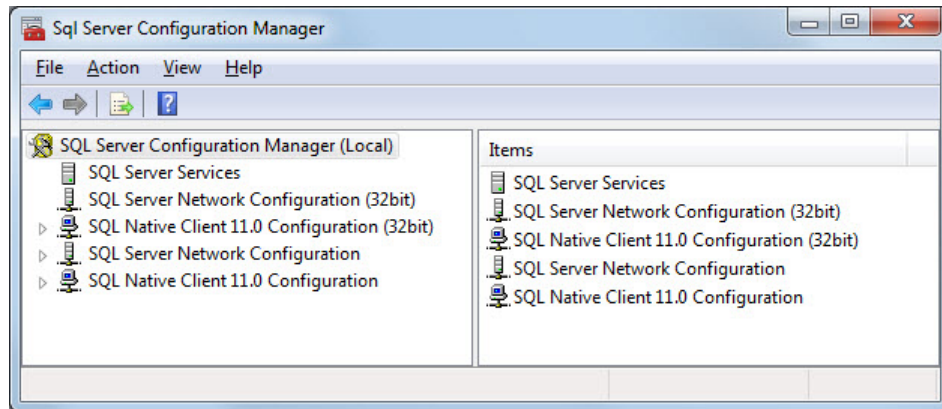 Sql Server Configuration Manager
File Action View Help
SQL Server Configuration Manager (Local)
SQL Server Services
SQL Server Network Configuration (32bit)
SQL Native Client 11.0 Configuration (32bit)
SQL Server Network Configuration
SQL Native Client 11.0 Configuration
Items
SQL Server Services
SQL Server Network Configuration (32bit)
SQL Native Client 11.0 Configuration (32bit)
SQL Server Network Configuration
SQL Native Client 11.0 Configuration